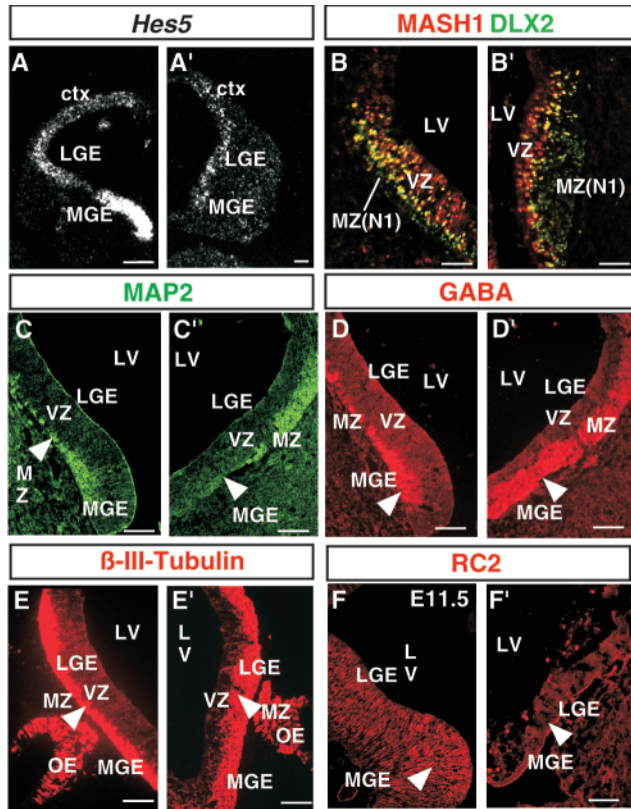 Hes5
MASH1 DLX2
A
ctx
LGE
MGE
A'
ctx
LGE
MGE
B
LV
VZ
MZ(N1)
B'
LV
VZ
MZ(N1)
MAP2
GABA
C
LV
LGE
VZ
M
Z
MGE
C'
LV
LGE
VZ
MZ
MGE
D
LGE
LV
MZ
VZ
MGE
D'
LV
LGE
VZ
MZ
MGE
ß-III-Tubulin
RC2
E
LV
LGE
MZ
VZ
OE
MGE
E'
L
V
LGE
VZ
MZ
OE
MGE
F
E11.5
L
V
LGE
MGE
F'
LV
LGE
MGE